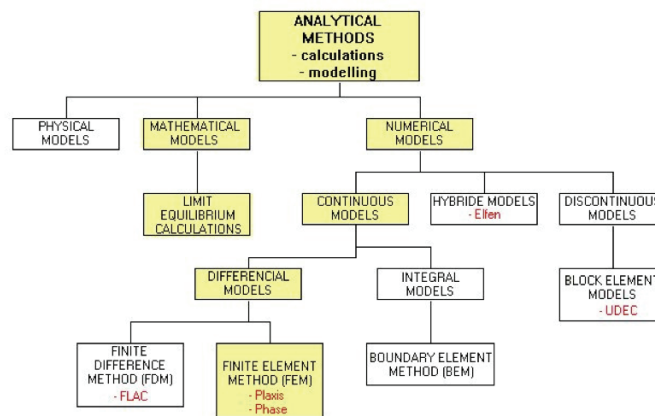 ANALYTICAL
METHODS
- calculations
- modelling
PHYSICAL
MODELS
MATHEMATICAL
MODELS
NUMERICAL
MODELS
LIMIT
EQUILIBRIUM
CALCULATIONS
CONTINUOUS
MODELS
HYBRIDE MODELS
- Elfen
DISCONTINUOUS
MODELS
DIFFERENCIAL
MODELS
INTEGRAL
MODELS
BLOCK ELEMENT
MODELS
- UDEC
FINITE
DIFFERENCE
METHOD (FDM)
- FLAC
FINITE ELEMENT
METHOD (FEM)
- Plaxis
- Phase
BOUNDARY ELEMENT
METHOD (BEM)